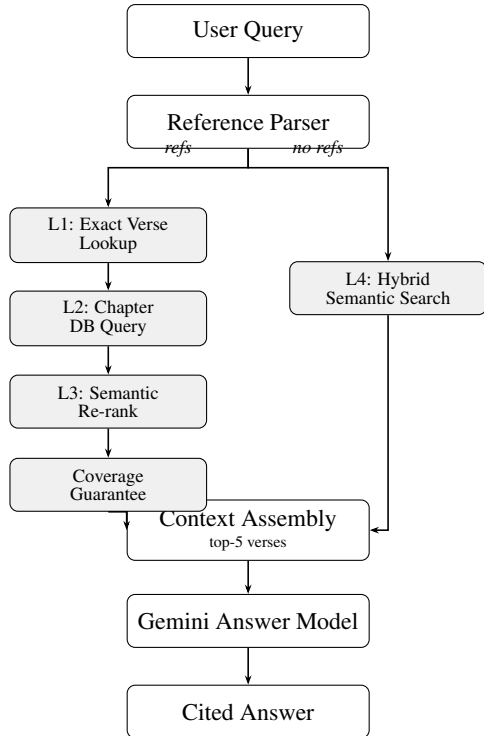 User Query
Reference Parser
refs
no refs
L1: Exact Verse
Lookup
L4: Hybrid
Semantic Search
L2: Chapter
DB Query
L3: Semantic
Re-rank
Coverage
Guarantee
Context Assembly
top-5 verses
Gemini Answer Model
Cited Answer